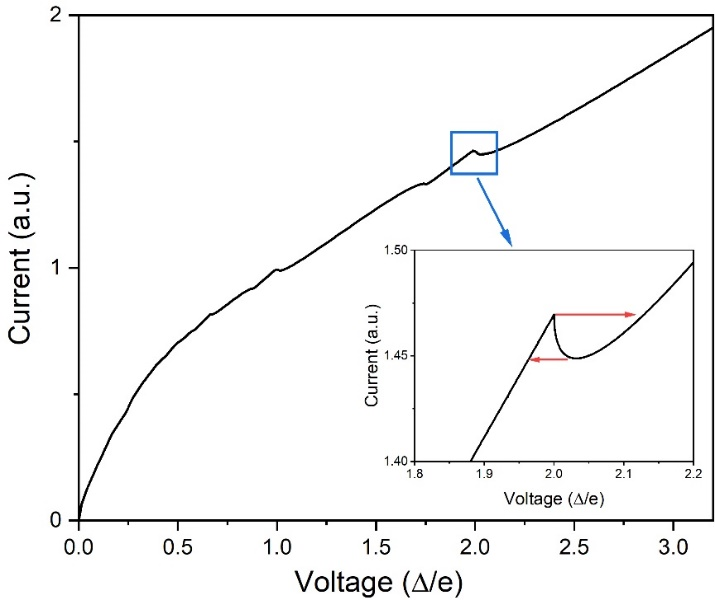 2
1
0
Current (a.u.)
0.0 0.5 1.0 1.5 2.0 2.5 3.0
Voltage (Δ/e)
1.50
1.45
1.40
Current (a.u.)
1.8 1.9 2.0 2.1 2.2
Voltage (Δ/e)